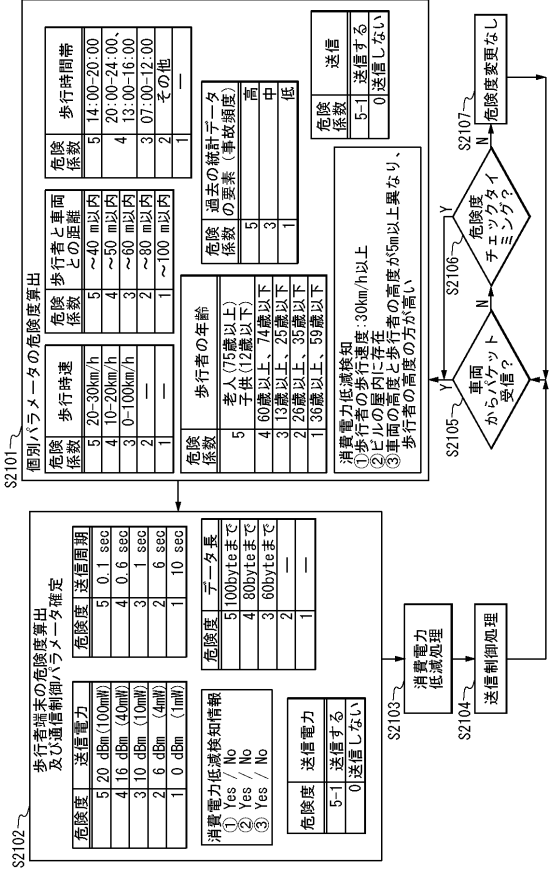 S2101
個別パラメータの危険度算出
危険係数 歩行時速
5 20-30km/h
4 10-20km/h
3 0-100km/h
2 —
1 —
危険係数 歩行者と車両との距離
5 ～40 m以内
4 ～50 m以内
3 ～60 m以内
2 ～80 m以内
1 ～100 m以内
危険係数 歩行時間帯
5 14:00-20:00
4 20:00-24:00、
13:00-16:00
3 07:00-12:00
2 その他
1 —
危険係数 歩行者の年齢
5 老人(75歳以上)
子供(12歳以下)
4 60歳以上、74歳以下
3 13歳以上、25歳以下
2 26歳以上、35歳以下
1 36歳以上、59歳以下
危険係数 過去の統計データの要素(事故頻度)
5 高
3 中
1 低
消費電力低減検知
①歩行者の歩行速度:30km/h以上
②ビルの屋内に存在
③車両の高度と歩行者の高度が5m以上異なり、
歩行者の高度の方が高い
危険係数 送信
5-1 送信する
0 送信しない
S2102
歩行者端末の危険度算出
及び通信制御パラメータ確定
危険度 送信電力
5 20 dBm(100mW)
4 16 dBm (40mW)
3 10 dBm (10mW)
2 6 dBm (4mW)
1 0 dBm (1mW)
危険度 送信周期
5 0.1 sec
4 0.6 sec
3 1 sec
2 6 sec
1 10 sec
消費電力低減検知情報
① Yes / No
② Yes / No
③ Yes / No
危険度 データ長
5 100byteまで
4 80byteまで
3 60byteまで
2 —
1 —
危険度 送信電力
5-1 送信する
0 送信しない
S2103
消費電力
低減処理
S2104
送信制御処理
S2105
車両
からパケット
受信?
Y
N
S2106
危険度
チェックタイ
ミング?
Y
N
S2107
危険度変更なし